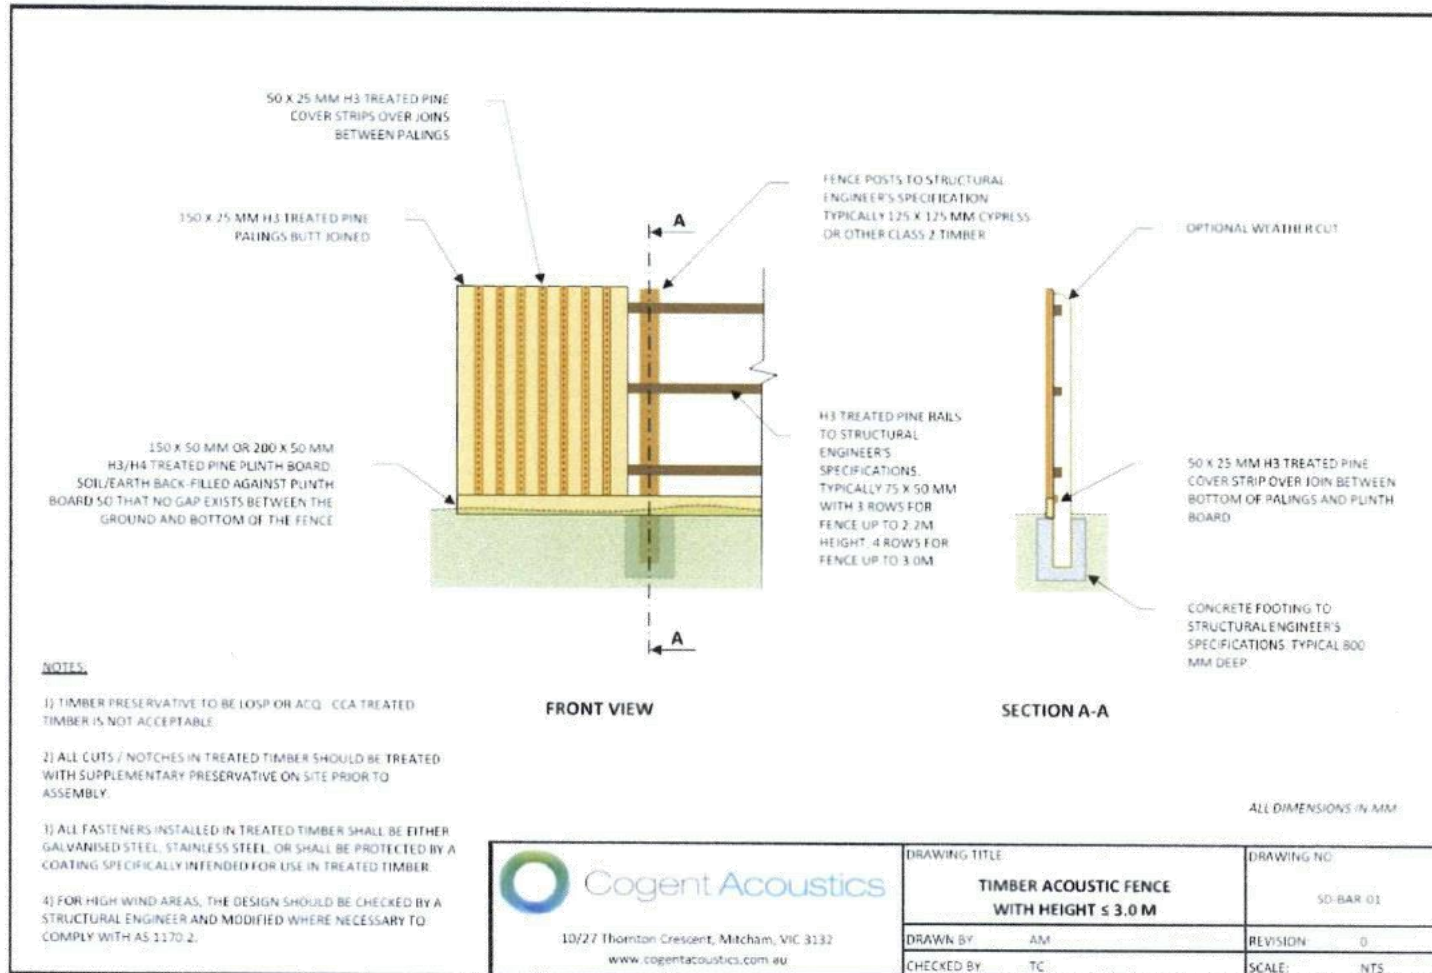 50 X 25 MM H3 TREATED PINE
COVER STRIPS OVER JOINS
BETWEEN PALINGS
150 X 25 MM H3 TREATED PINE
PALINGS BUTT JOINED
FENCE POSTS TO STRUCTURAL
ENGINEER'S SPECIFICATION
TYPICALLY 125 X 125 MM CYPRESS
OR OTHER CLASS 2 TIMBER
OPTIONAL WEATHER CUT
A
150 X 50 MM OR 200 X 50 MM
H3/H4 TREATED PINE PLINTH BOARD
SOIL/EARTH BACK-FILLED AGAINST PLINTH
BOARD SO THAT NO GAP EXISTS BETWEEN THE
GROUND AND BOTTOM OF THE FENCE
H3 TREATED PINE RAILS
TO STRUCTURAL
ENGINEER'S
SPECIFICATIONS.
TYPICALLY 75 X 50 MM
WITH 3 ROWS FOR
FENCE UP TO 2.2M
HEIGHT, 4 ROWS FOR
FENCE UP TO 3.0M
50 X 25 MM H3 TREATED PINE
COVER STRIP OVER JOIN BETWEEN
BOTTOM OF PALINGS AND PLINTH
BOARD
CONCRETE FOOTING TO
STRUCTURAL ENGINEER'S
SPECIFICATIONS. TYPICAL 800
MM DEEP
A
FRONT VIEW
SECTION A-A
NOTES:
1) TIMBER PRESERVATIVE TO BE LOSP OR ACQ. CCA TREATED
TIMBER IS NOT ACCEPTABLE
2) ALL CUTS / NOTCHES IN TREATED TIMBER SHOULD BE TREATED
WITH SUPPLEMENTARY PRESERVATIVE ON SITE PRIOR TO
ASSEMBLY.
3) ALL FASTENERS INSTALLED IN TREATED TIMBER SHALL BE EITHER
GALVANISED STEEL, STAINLESS STEEL, OR SHALL BE PROTECTED BY A
COATING SPECIFICALLY INTENDED FOR USE IN TREATED TIMBER.
4) FOR HIGH WIND AREAS, THE DESIGN SHOULD BE CHECKED BY A
STRUCTURAL ENGINEER AND MODIFIED WHERE NECESSARY TO
COMPLY WITH AS 1170.2.
ALL DIMENSIONS IN MM
Cogent Acoustics
10/27 Thornton Crescent, Mitcham, VIC 3132
www.cogentacoustics.com.au
DRAWING TITLE:
TIMBER ACOUSTIC FENCE
WITH HEIGHT ≤ 3.0 M
DRAWING NO:
SD-BAR-01
DRAWN BY: AM
REVISION: 0
CHECKED BY: TC
SCALE: NTS